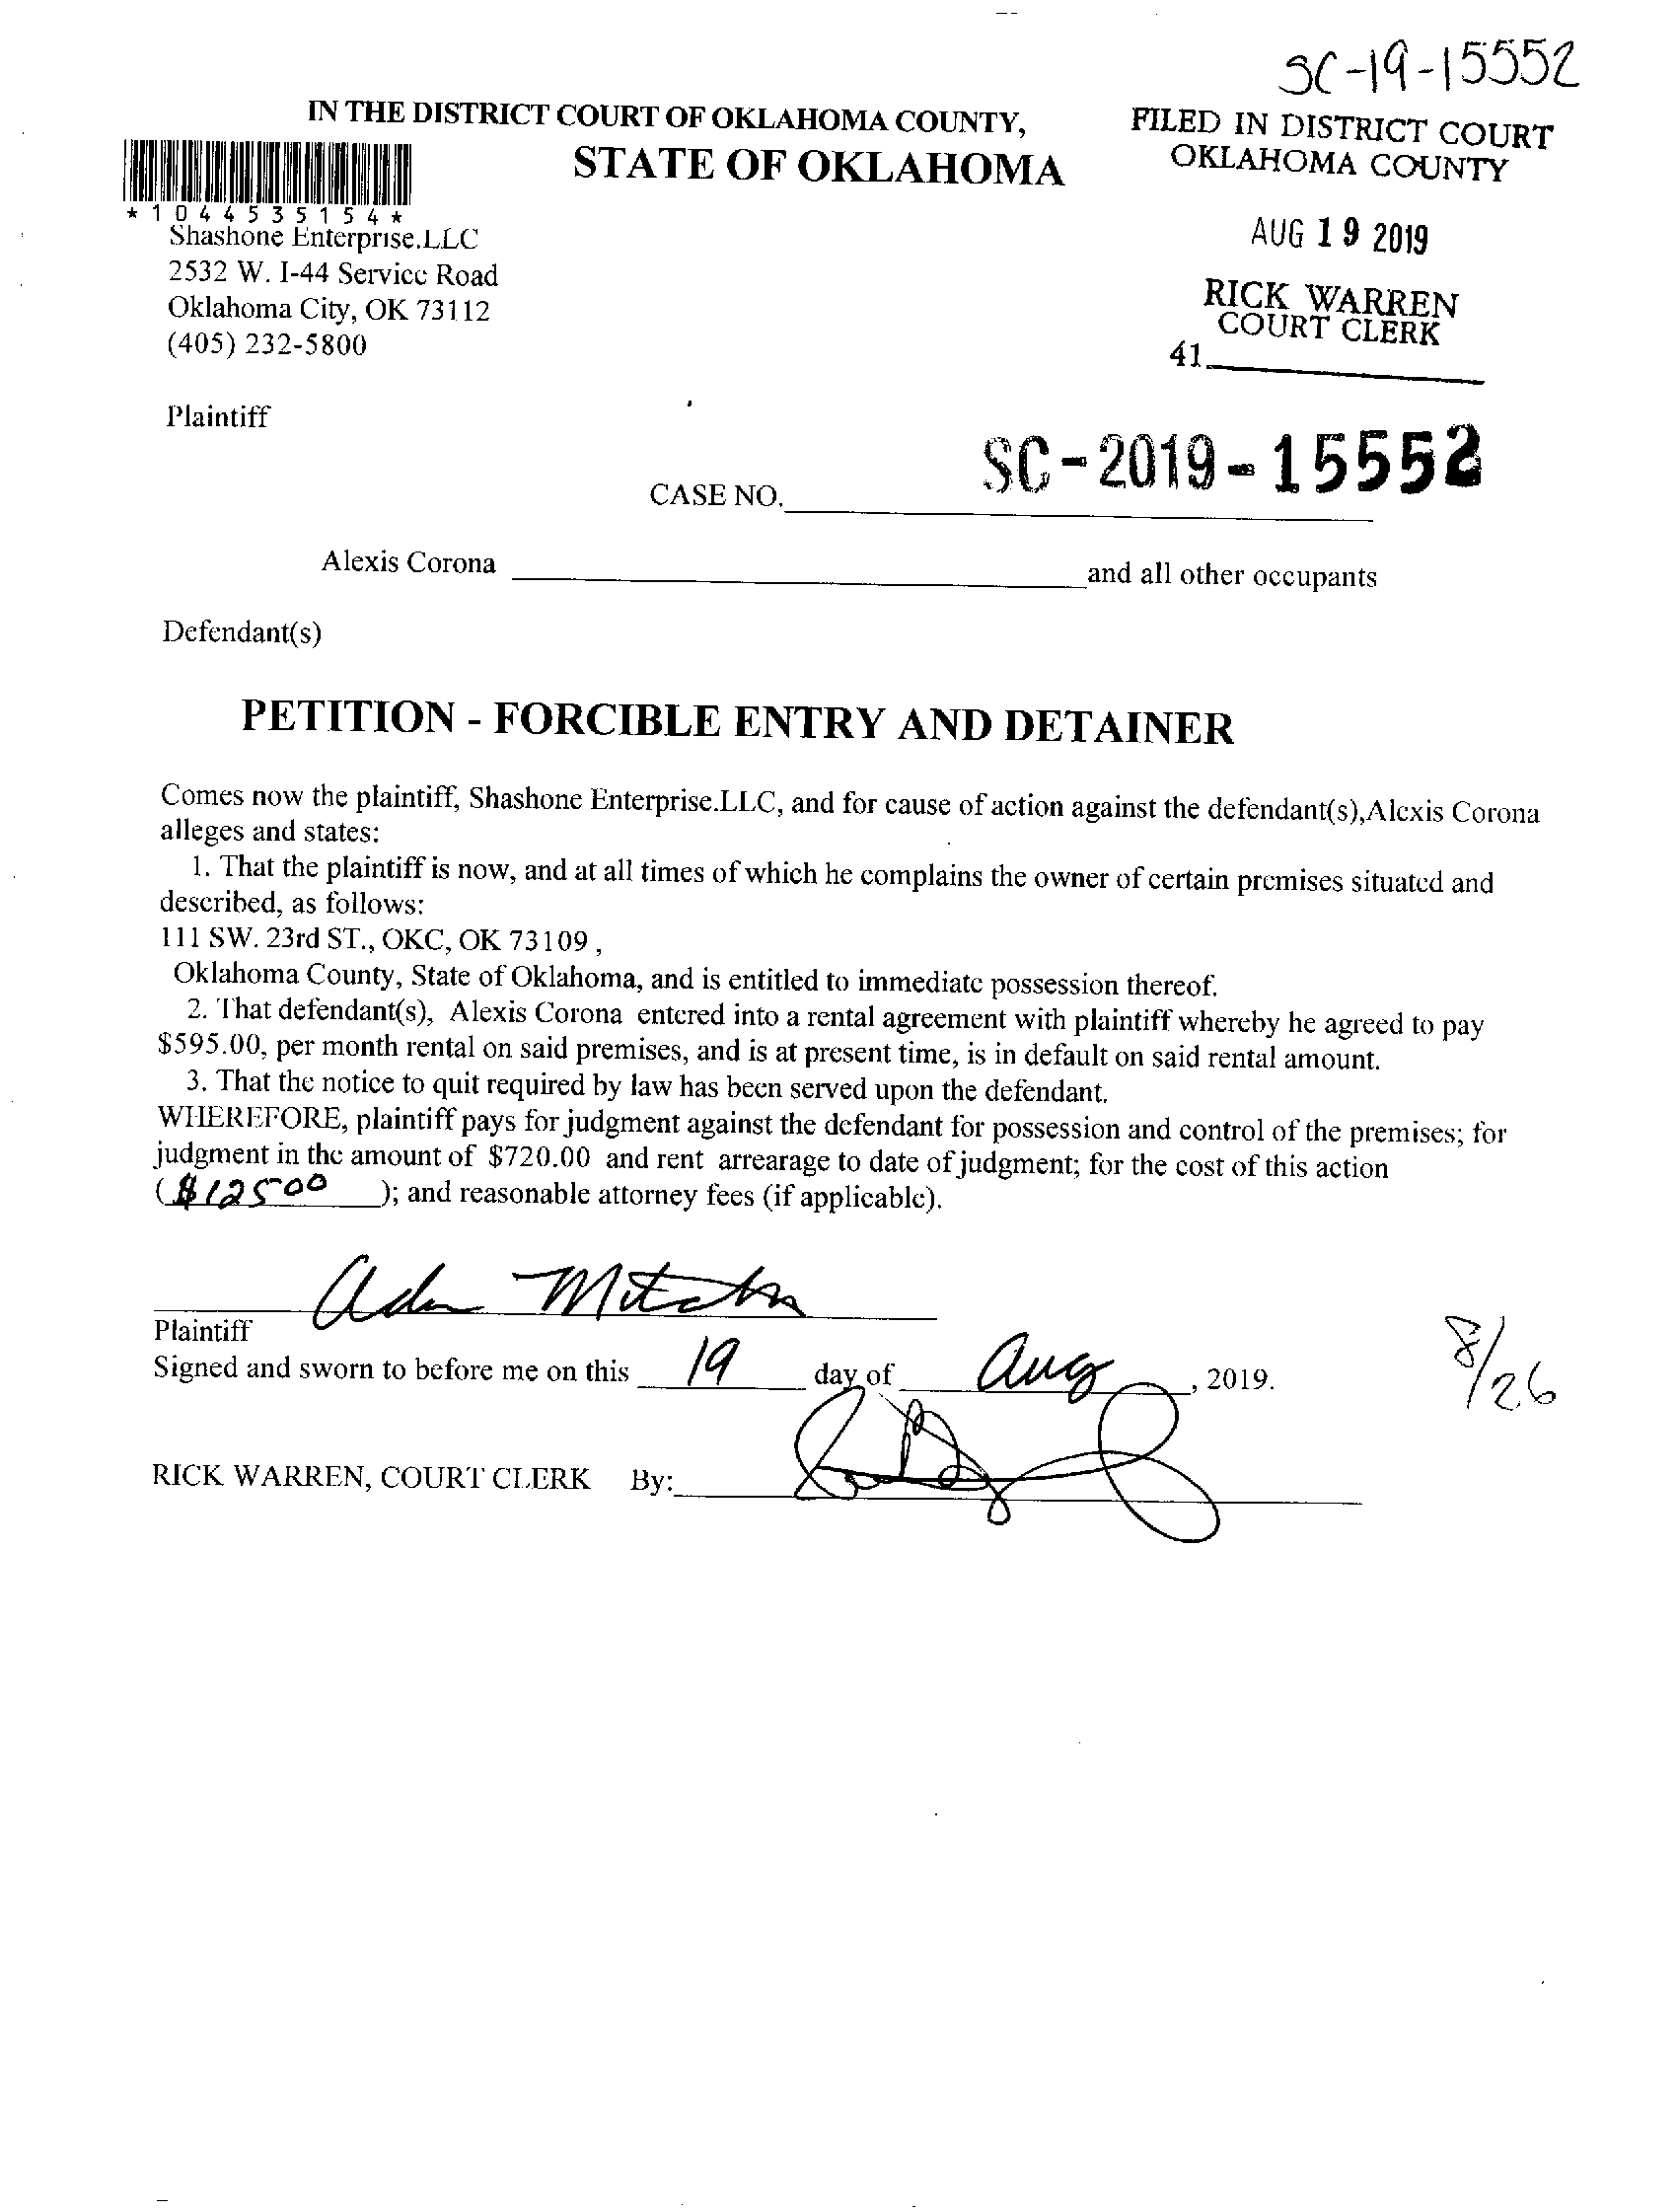 SC-19-15552
IN THE DISTRICT COURT OF OKLAHOMA COUNTY,
STATE OF OKLAHOMA
FILED IN DISTRICT COURT
OKLAHOMA COUNTY
* 1 0 4 4 5 3 5 1 5 4 *
Shashone Enterprise.LLC
2532 W. I-44 Service Road
Oklahoma City, OK 73112
(405) 232-5800
AUG 19 2019
RICK WARREN
COURT CLERK
41
Plaintiff
SC-2019-15552
CASE NO.
Alexis Corona and all other occupants
Defendant(s)
PETITION - FORCIBLE ENTRY AND DETAINER
Comes now the plaintiff, Shashone Enterprise.LLC, and for cause of action against the defendant(s),Alexis Corona
alleges and states:
1. That the plaintiff is now, and at all times of which he complains the owner of certain premises situated and
described, as follows:
111 SW. 23rd ST., OKC, OK 73109 ,
Oklahoma County, State of Oklahoma, and is entitled to immediate possession thereof.
2. That defendant(s), Alexis Corona entered into a rental agreement with plaintiff whereby he agreed to pay
$595.00, per month rental on said premises, and is at present time, is in default on said rental amount.
3. That the notice to quit required by law has been served upon the defendant.
WHEREFORE, plaintiff pays for judgment against the defendant for possession and control of the premises; for
judgment in the amount of $720.00 and rent arrearage to date of judgment; for the cost of this action
($125 00 ); and reasonable attorney fees (if applicable).
Plaintiff
Signed and sworn to before me on this 19 day of Aug, 2019.
8/26
RICK WARREN, COURT CLERK By: